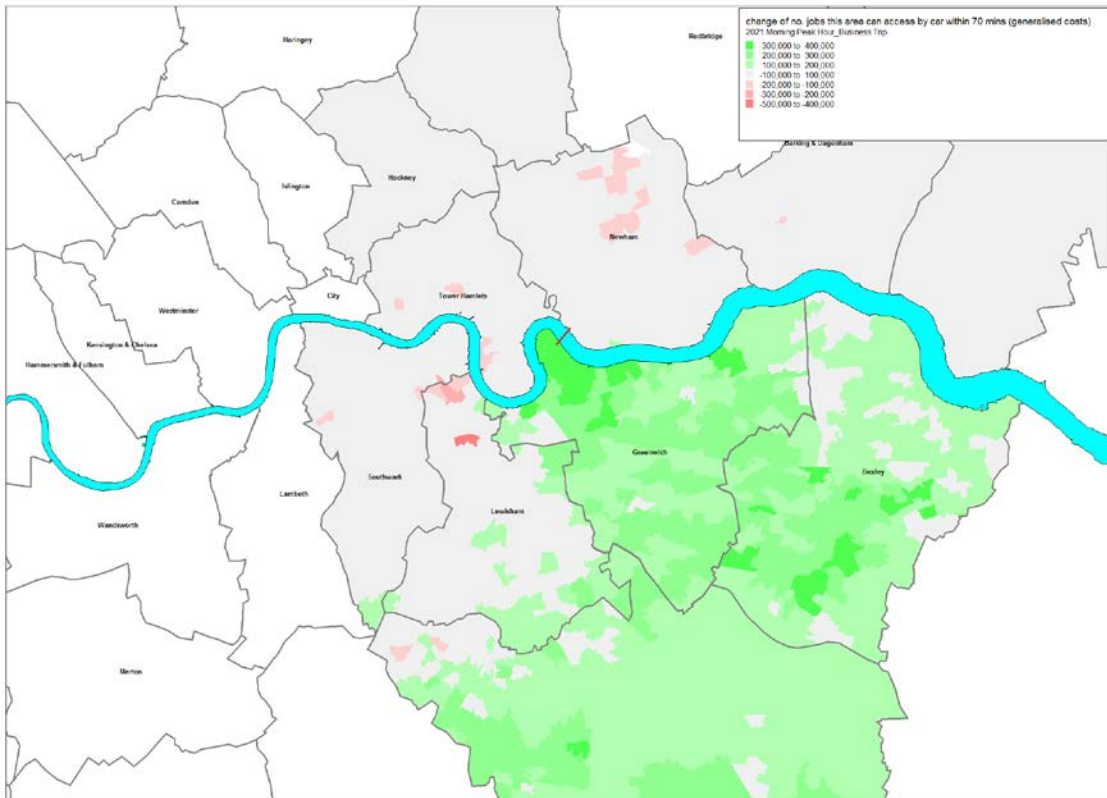 change of no. jobs this area can access by car within 70 mins (generalised costs)
2021 Morning Peak Hour_Business Trip
300,000 to 400,000
200,000 to 300,000
100,000 to 200,000
-100,000 to 100,000
-200,000 to -100,000
-300,000 to -200,000
-500,000 to -400,000
Haringey
Redbridge
Barking & Dagenham
Hackney
Islington
Camden
Newham
City
Tower Hamlets
Westminster
Kensington & Chelsea
Hammersmith & Fulham
Greenwich
Bexley
Southwark
Lambeth
Lewisham
Wandsworth
Merton